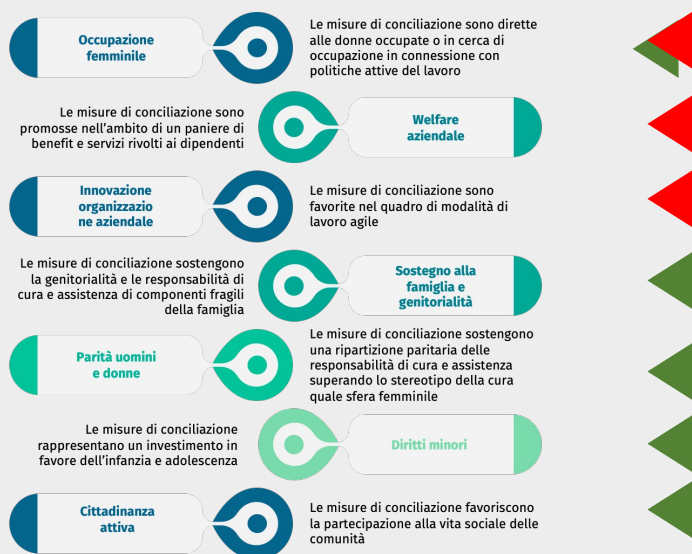 Occupazione
femminile
Le misure di conciliazione sono dirette
alle donne occupate o in cerca di
occupazione in connessione con
politiche attive del lavoro
Le misure di conciliazione sono
promosse nell'ambito di un paniere di
benefit e servizi rivolti ai dipendenti
Welfare
aziendale
Innovazione
organizzazio
ne aziendale
Le misure di conciliazione sono
favorite nel quadro di modalità di
lavoro agile
Le misure di conciliazione sostengono
la genitorialità e le responsabilità di
cura e assistenza di componenti fragili
della famiglia
Sostegno alla
famiglia e
genitorialità
Parità uomini
e donne
Le misure di conciliazione sostengono
una ripartizione paritaria delle
responsabilità di cura e assistenza
superando lo stereotipo della cura
quale sfera femminile
Le misure di conciliazione
rappresentano un investimento in
favore dell'infanzia e adolescenza
Diritti minori
Cittadinanza
attiva
Le misure di conciliazione favoriscono
la partecipazione alla vita sociale delle
comunità